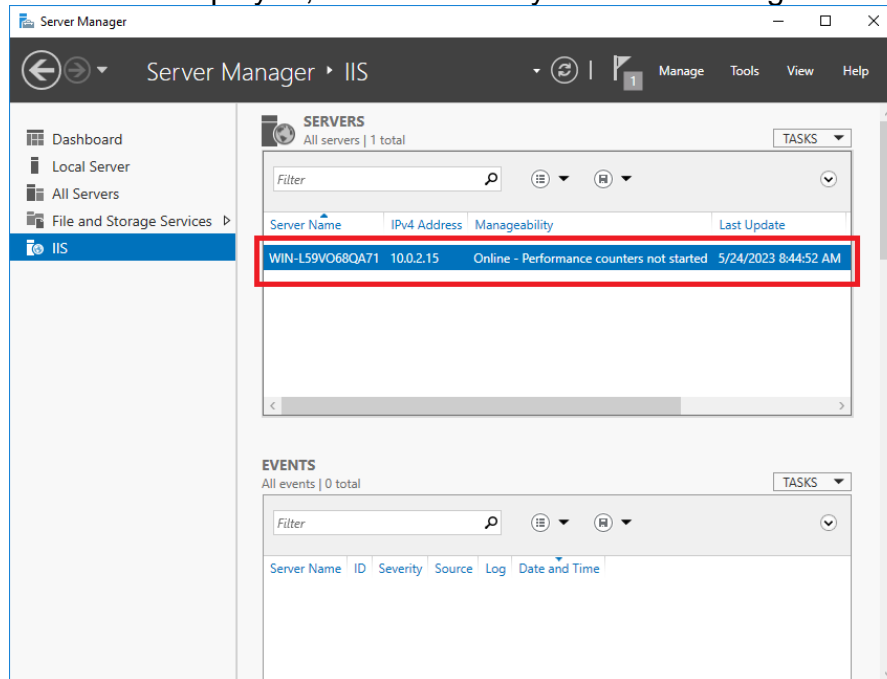 Server Manager
Server Manager ‣ IIS
1
Manage Tools View Help
Dashboard
Local Server
All Servers
File and Storage Services
IIS
SERVERS
All servers | 1 total
TASKS
Filter
Server Name IPv4 Address Manageability Last Update
WIN-L59VO68QA71 10.0.2.15 Online - Performance counters not started 5/24/2023 8:44:52 AM
EVENTS
All events | 0 total
TASKS
Filter
Server Name ID Severity Source Log Date and Time